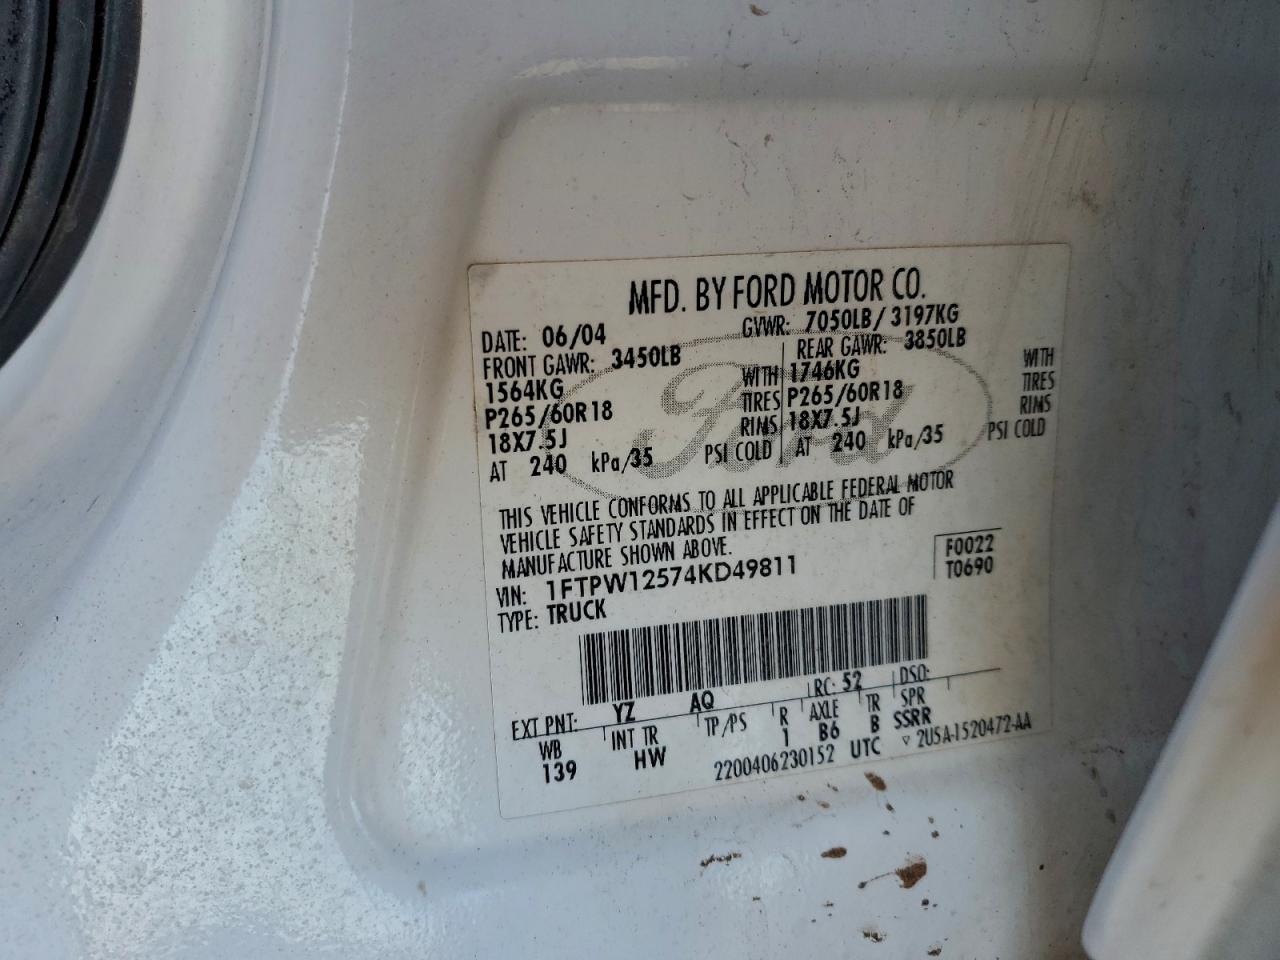 MFD. BY FORD MOTOR CO.
DATE: 06/04 GVWR: 7050LB/ 3197KG
FRONT GAWR: 3450LB REAR GAWR: 3850LB
1564KG WITH 1746KG WITH
P265/60R18 TIRES P265/60R18 TIRES
18X7.5J RIMS 18X7.5J RIMS
AT 240 kPa/35 PSI COLD AT 240 kPa/35 PSI COLD
Ford
THIS VEHICLE CONFORMS TO ALL APPLICABLE FEDERAL MOTOR
VEHICLE SAFETY STANDARDS IN EFFECT ON THE DATE OF
MANUFACTURE SHOWN ABOVE.
VIN: 1FTPW12574KD49811 F0022
TYPE: TRUCK T0690
EXT PNT: YZ AQ RC: 52 DSO:
WB INT TR TP/PS R AXLE TR SPR
139 HW 1 B6 B SSRR
2200406230152 UTC ▿ 2U5A-1520472-AA